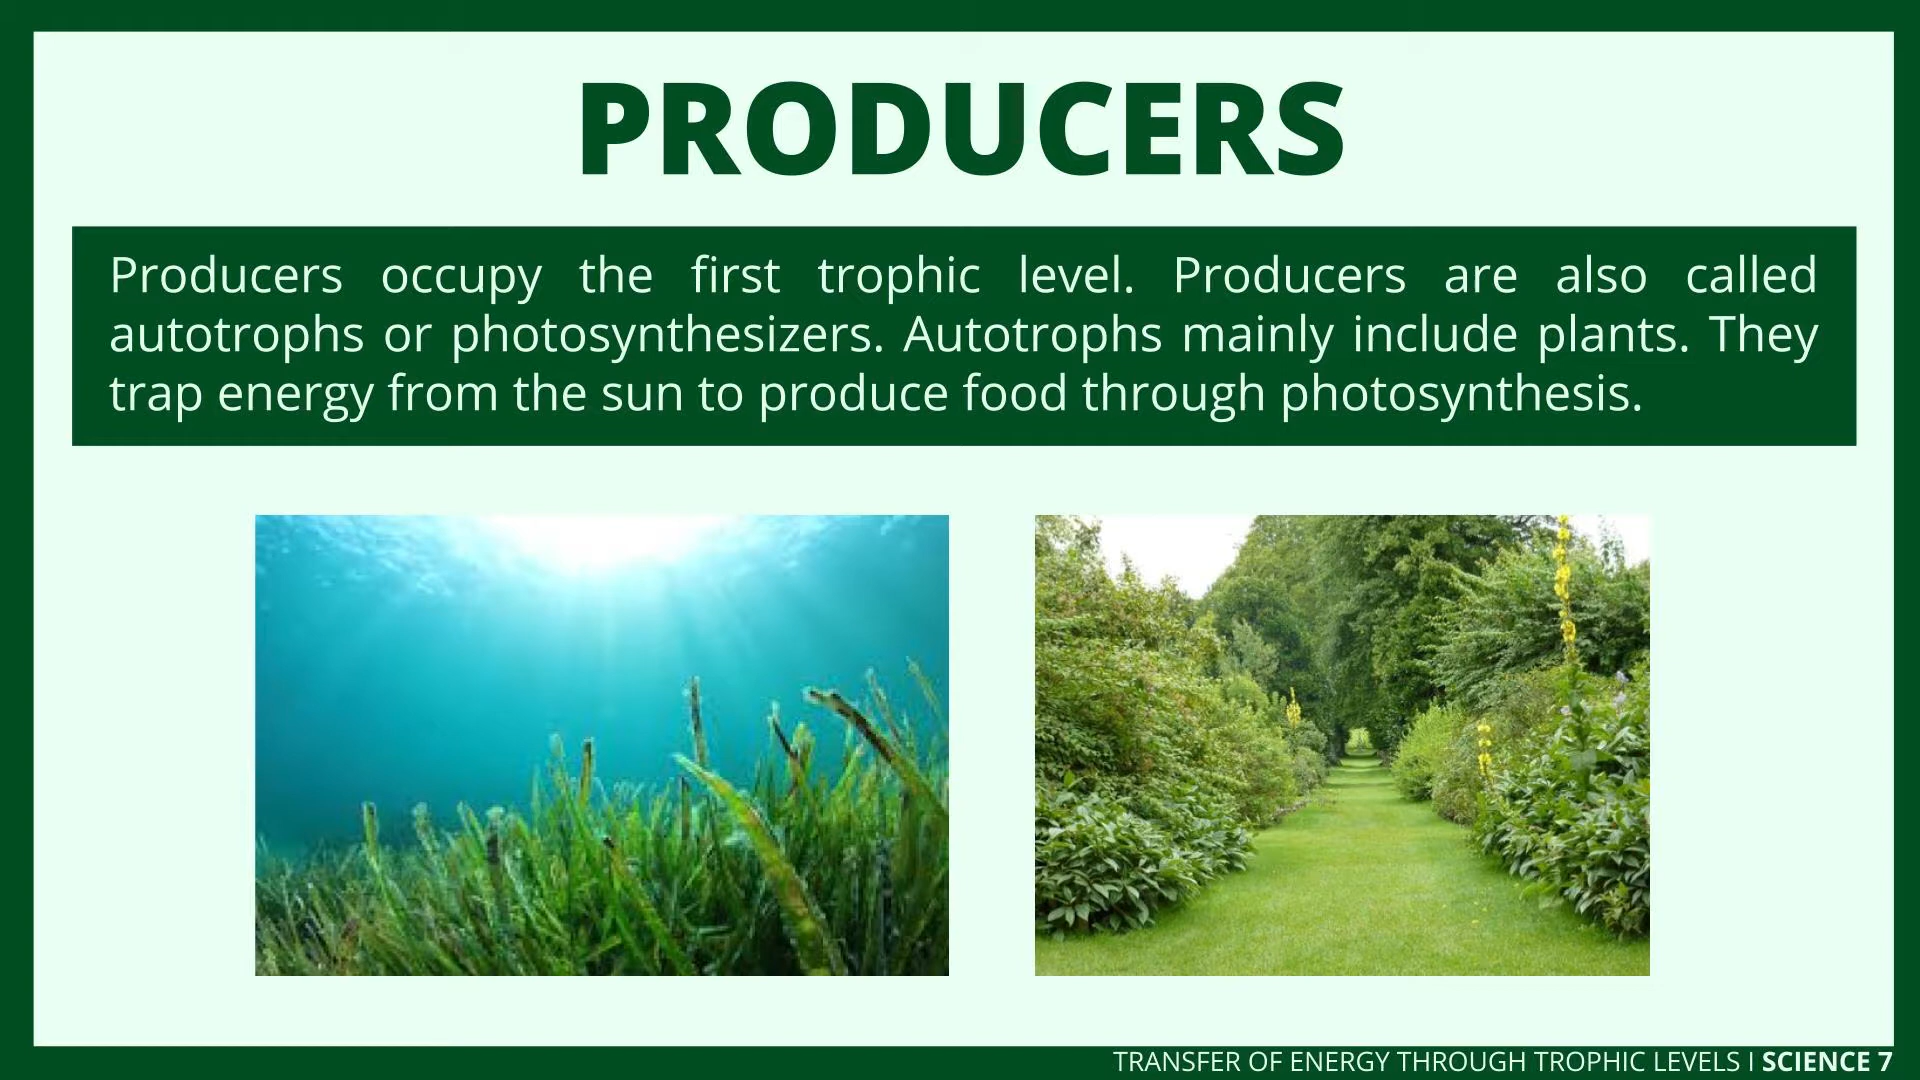 PRODUCERS
Producers occupy the first trophic level. Producers are also called
autotrophs or photosynthesizers. Autotrophs mainly include plants. They
trap energy from the sun to produce food through photosynthesis.
TRANSFER OF ENERGY THROUGH TROPHIC LEVELS I SCIENCE 7